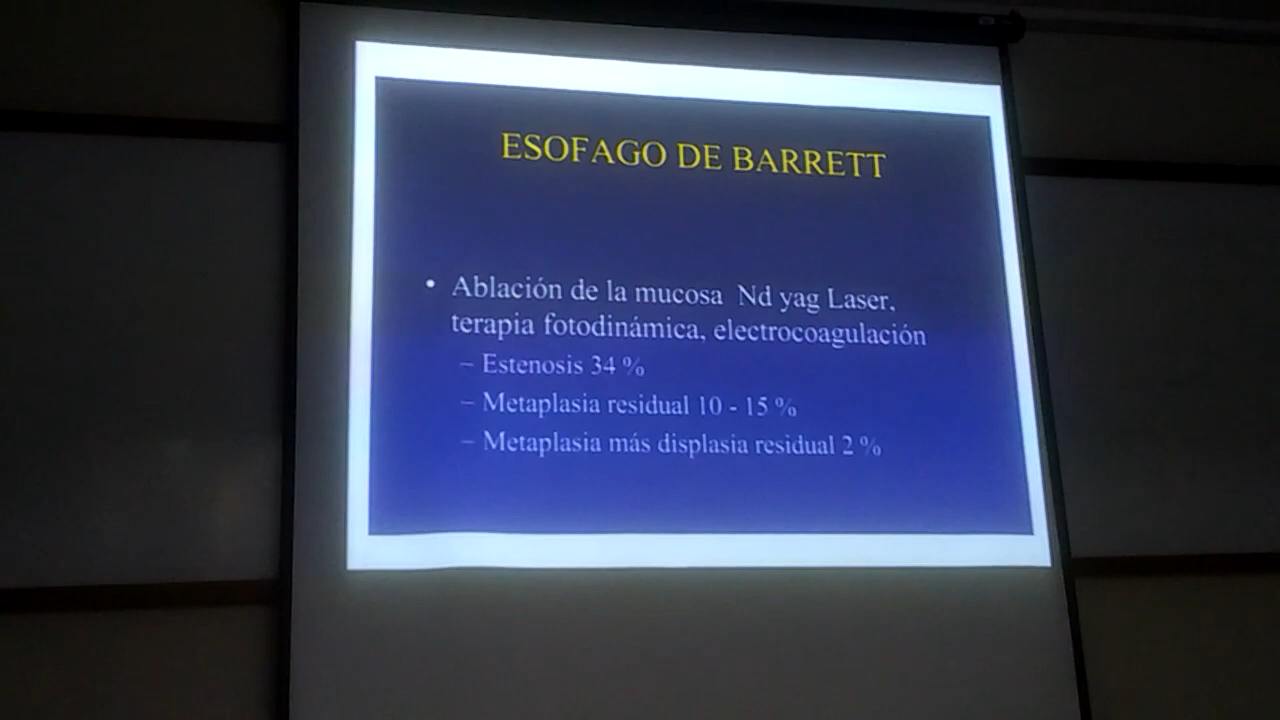 ESOFAGO DE BARRETT
• Ablación de la mucosa Nd yag Laser,
terapia fotodinámica, electrocoagulación
– Estenosis 34 %
– Metaplasia residual 10 - 15 %
– Metaplasia más displasia residual 2 %